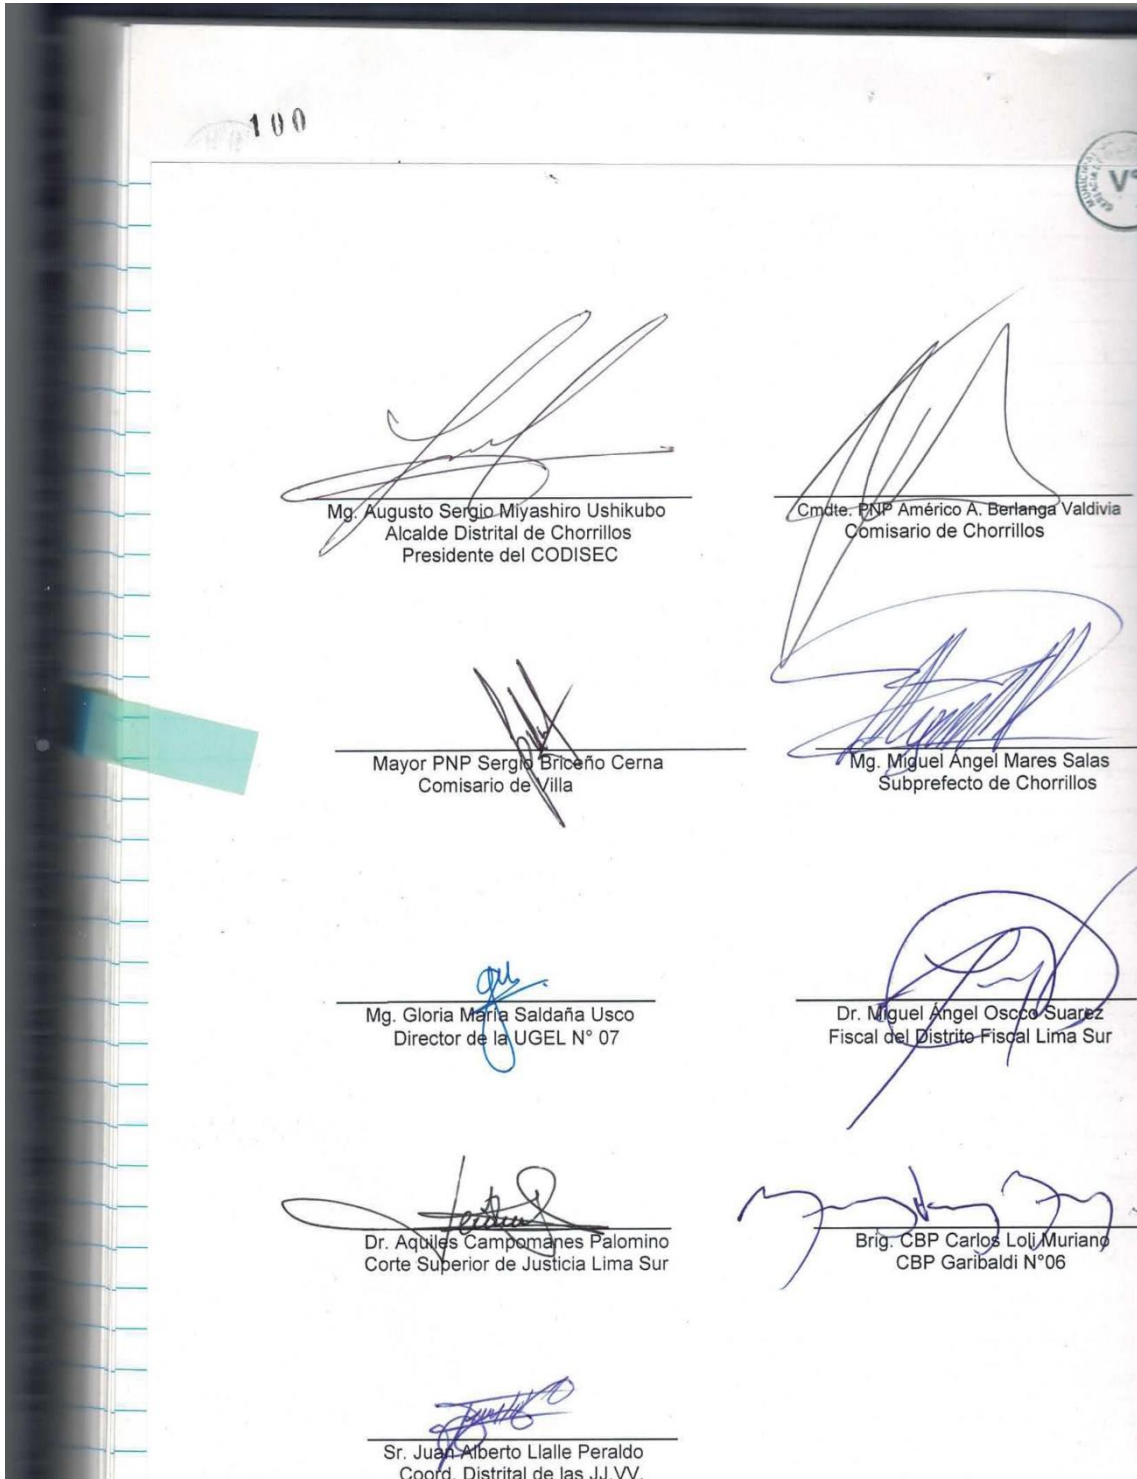 100
V°
Mg. Augusto Sergio Miyashiro Ushikubo
Alcalde Distrital de Chorrillos
Presidente del CODISEC
Cmdte. PNP Américo A. Berlanga Valdivia
Comisario de Chorrillos
Mayor PNP Sergio Briceño Cerna
Comisario de Villa
Mg. Miguel Ángel Mares Salas
Subprefecto de Chorrillos
Mg. Gloria María Saldaña Usco
Director de la UGEL N° 07
Dr. Miguel Ángel Oscco Suarez
Fiscal del Distrito Fiscal Lima Sur
Dr. Aquiles Campomanes Palomino
Corte Superior de Justicia Lima Sur
Brig. CBP Carlos Loli Muriano
CBP Garibaldi N°06
Sr. Juan Alberto Llalle Peraldo
Coord. Distrital de las JJ.VV.